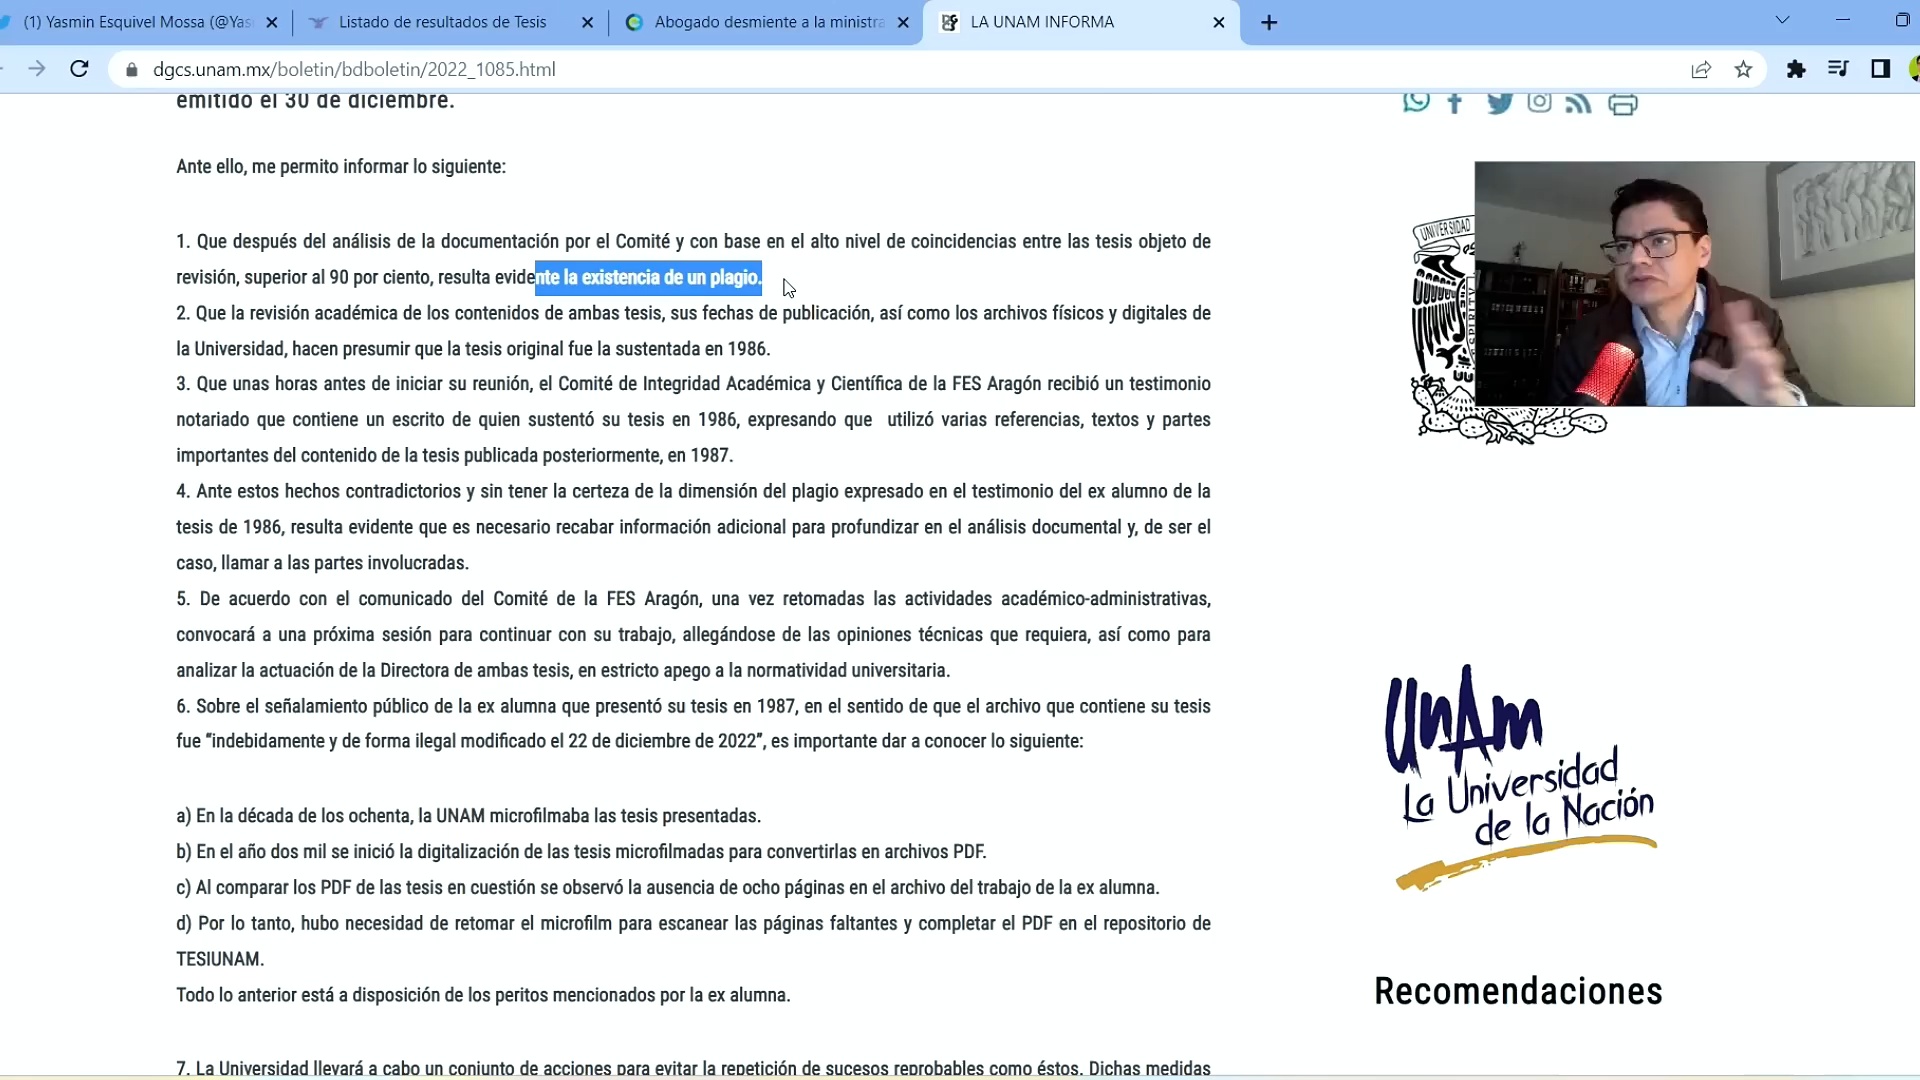 (1) Yasmin Esquivel Mossa (@Yas
Listado de resultados de Tesis
Abogado desmiente a la ministra
LA UNAM INFORMA
dgcs.unam.mx/boletin/bdboletin/2022_1085.html
emitido el 30 de diciembre.
Ante ello, me permito informar lo siguiente:
1. Que después del análisis de la documentación por el Comité y con base en el alto nivel de coincidencias entre las tesis objeto de
revisión, superior al 90 por ciento, resulta evidente la existencia de un plagio.
2. Que la revisión académica de los contenidos de ambas tesis, sus fechas de publicación, así como los archivos físicos y digitales de
la Universidad, hacen presumir que la tesis original fue la sustentada en 1986.
3. Que unas horas antes de iniciar su reunión, el Comité de Integridad Académica y Científica de la FES Aragón recibió un testimonio
notariado que contiene un escrito de quien sustentó su tesis en 1986, expresando que utilizó varias referencias, textos y partes
importantes del contenido de la tesis publicada posteriormente, en 1987.
4. Ante estos hechos contradictorios y sin tener la certeza de la dimensión del plagio expresado en el testimonio del ex alumno de la
tesis de 1986, resulta evidente que es necesario recabar información adicional para profundizar en el análisis documental y, de ser el
caso, llamar a las partes involucradas.
5. De acuerdo con el comunicado del Comité de la FES Aragón, una vez retomadas las actividades académico-administrativas,
convocará a una próxima sesión para continuar con su trabajo, allegándose de las opiniones técnicas que requiera, así como para
analizar la actuación de la Directora de ambas tesis, en estricto apego a la normatividad universitaria.
6. Sobre el señalamiento público de la ex alumna que presentó su tesis en 1987, en el sentido de que el archivo que contiene su tesis
fue “indebidamente y de forma ilegal modificado el 22 de diciembre de 2022”, es importante dar a conocer lo siguiente:
a) En la década de los ochenta, la UNAM microfilmaba las tesis presentadas.
b) En el año dos mil se inició la digitalización de las tesis microfilmadas para convertirlas en archivos PDF.
c) Al comparar los PDF de las tesis en cuestión se observó la ausencia de ocho páginas en el archivo del trabajo de la ex alumna.
d) Por lo tanto, hubo necesidad de retomar el microfilm para escanear las páginas faltantes y completar el PDF en el repositorio de
TESIUNAM.
Todo lo anterior está a disposición de los peritos mencionados por la ex alumna.
7. La Universidad llevará a cabo un conjunto de acciones para evitar la repetición de sucesos reprobables como éstos. Dichas medidas
UNIVERSIDAD
UnAm
La Universidad
de la Nación
Recomendaciones